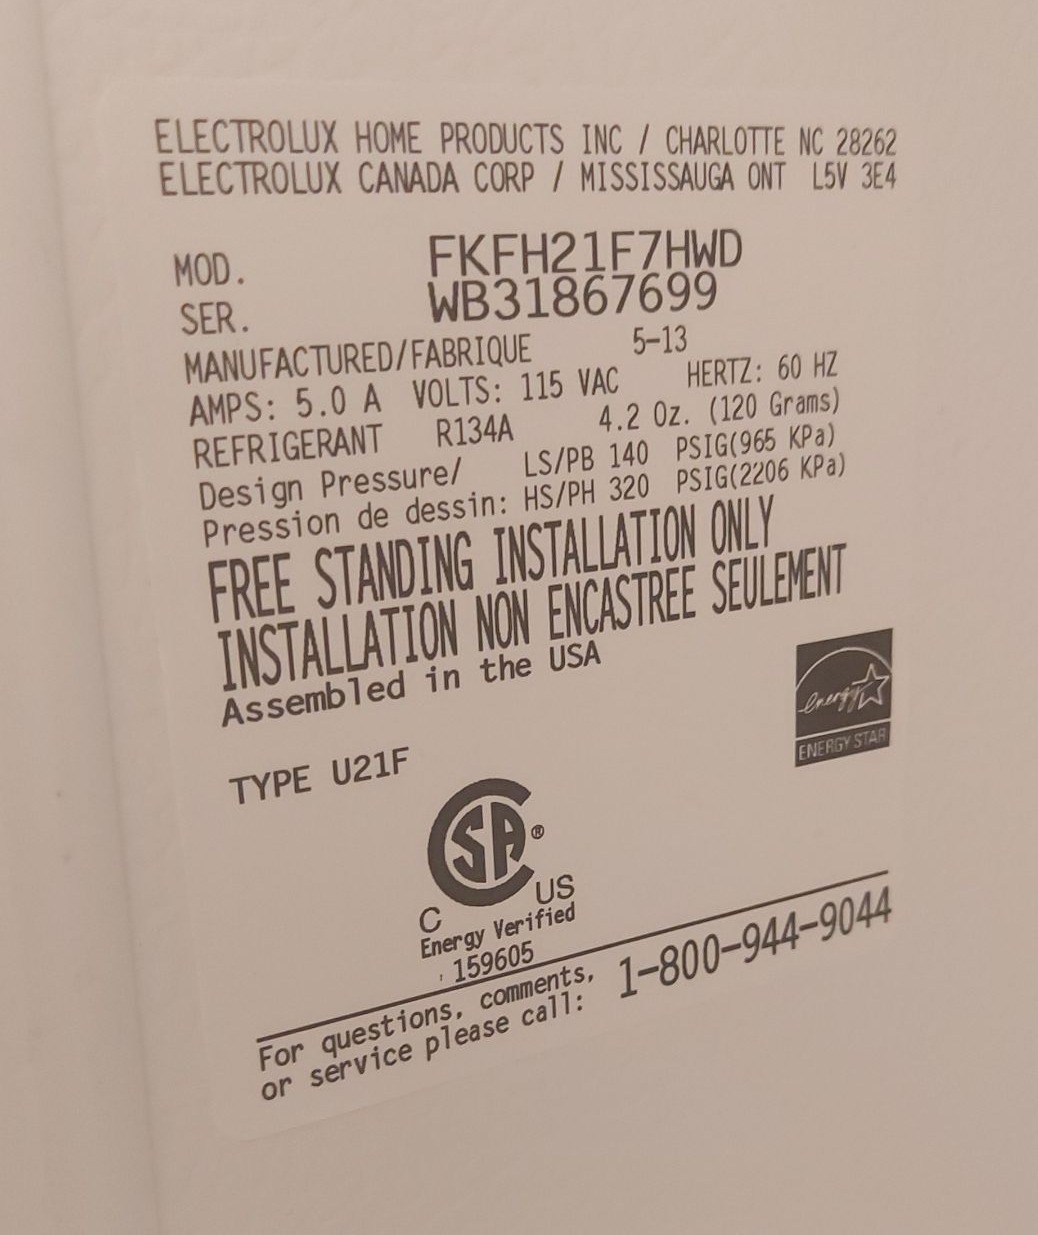 ELECTROLUX HOME PRODUCTS INC / CHARLOTTE NC 28262
ELECTROLUX CANADA CORP / MISSISSAUGA ONT L5V 3E4
MOD. FKFH21F7HWD
SER. WB31867699
MANUFACTURED/FABRIQUE 5-13
AMPS: 5.0 A VOLTS: 115 VAC HERTZ: 60 HZ
REFRIGERANT R134A 4.2 Oz. (120 Grams)
Design Pressure/ LS/PB 140 PSIG(965 KPa)
Pression de dessin: HS/PH 320 PSIG(2206 KPa)
FREE STANDING INSTALLATION ONLY
INSTALLATION NON ENCASTREE SEULEMENT
Assembled in the USA
energy
ENERGY STAR
TYPE U21F
CSA®
C US
Energy Verified
159605
For questions, comments,
or service please call: 1-800-944-9044